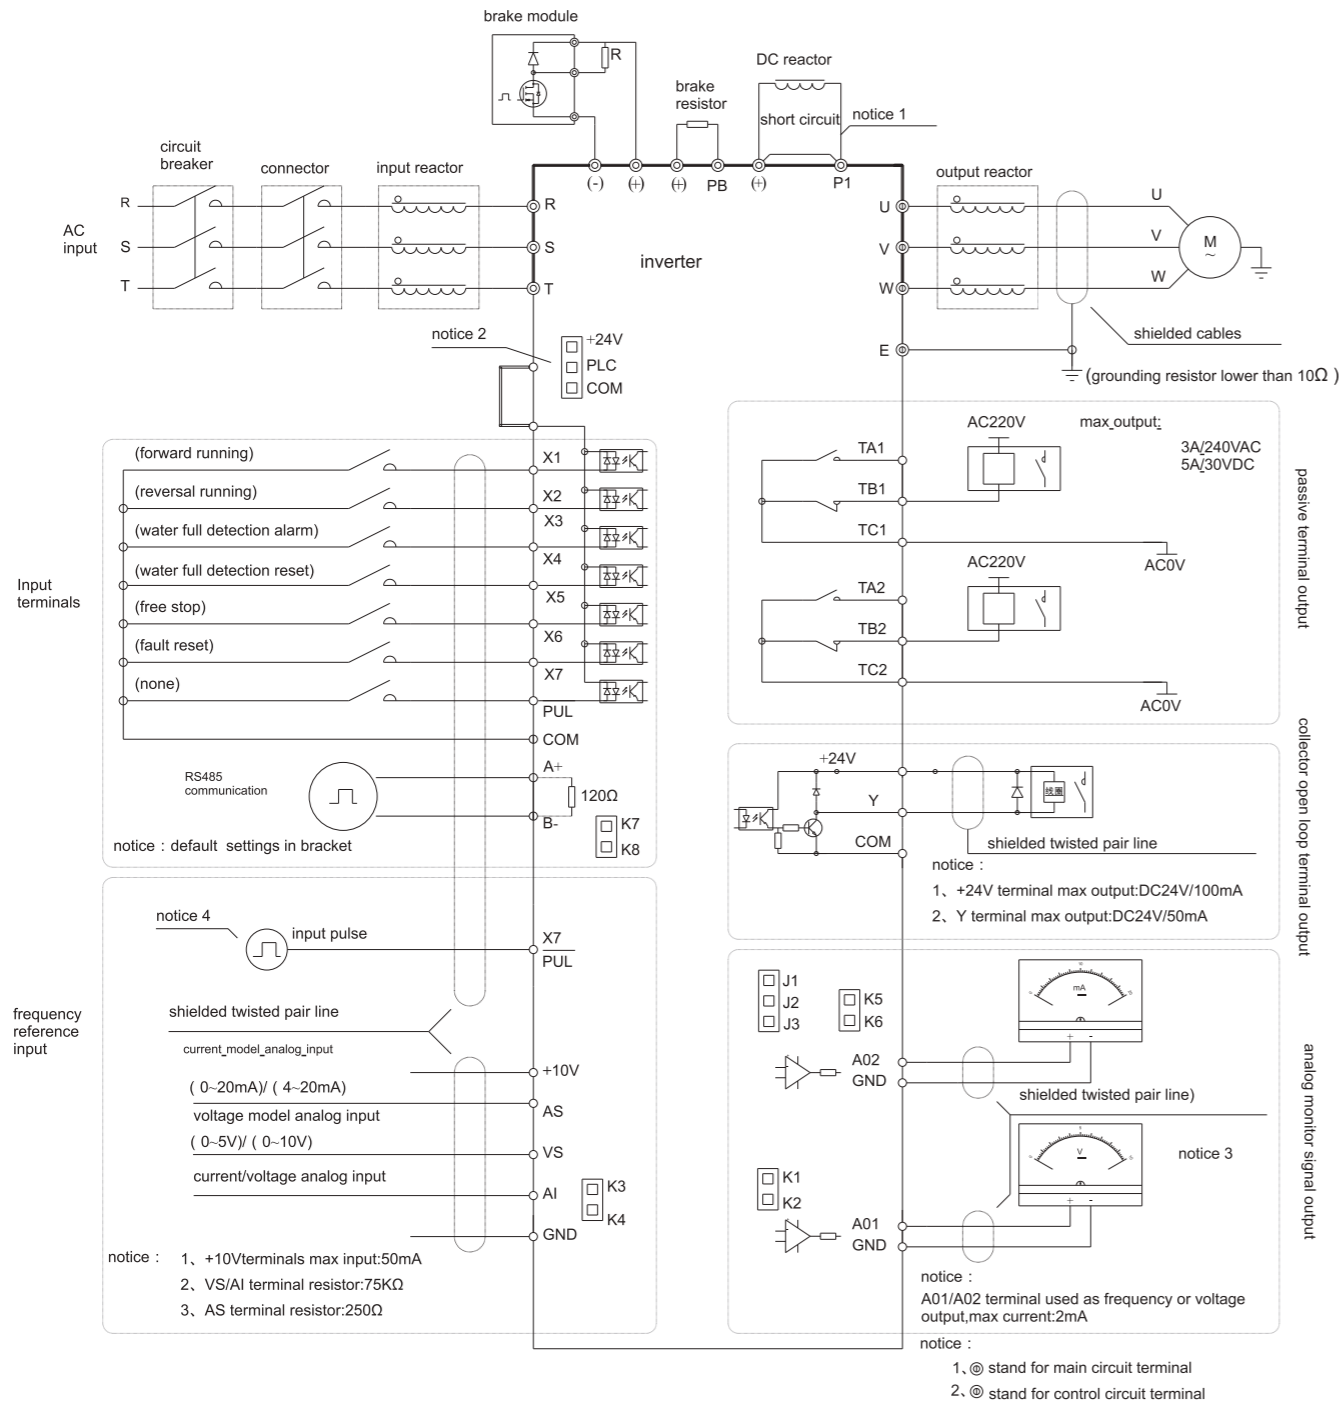 brake module
R
DC reactor
brake
resistor
short circuit
notice 1
circuit
breaker
connector
input reactor
(-)
(+)
(+)
PB
(+)
P1
output reactor
AC
input
R
S
T
R
S
T
inverter
U
V
W
U
V
W
M
~
shielded cables
E
(grounding resistor lower than 10Ω )
notice 2
+24V
PLC
COM
Input
terminals
(forward running)
X1
(reversal running)
X2
(water full detection alarm)
X3
(water full detection reset)
X4
(free stop)
X5
(fault reset)
X6
(none)
X7
PUL
COM
RS485
communication
A+
120Ω
B-
K7
K8
notice : default settings in bracket
AC220V
max_output:
3A/240VAC
5A/30VDC
TA1
TB1
TC1
AC0V
AC220V
TA2
TB2
TC2
AC0V
passive terminal output
+24V
Y
COM
线圈
shielded twisted pair line
notice :
1、+24V terminal max output:DC24V/100mA
2、Y terminal max output:DC24V/50mA
collector open loop terminal output
frequency
reference
input
notice 4
input pulse
X7
PUL
shielded twisted pair line
current_model_analog_input
+10V
( 0~20mA)/ ( 4~20mA)
AS
voltage model analog input
( 0~5V)/ ( 0~10V)
VS
current/voltage analog input
AI
K3
K4
GND
notice :
1、+10Vterminals max input:50mA
2、VS/AI terminal resistor:75KΩ
3、AS terminal resistor:250Ω
J1
J2
J3
K5
K6
mA
+ -
A02
GND
shielded twisted pair line)
V
notice 3
K1
K2
+ -
A01
GND
notice :
A01/A02 terminal used as frequency or voltage
output,max current:2mA
analog monitor signal output
notice :
1、 stand for main circuit terminal
2、 stand for control circuit terminal